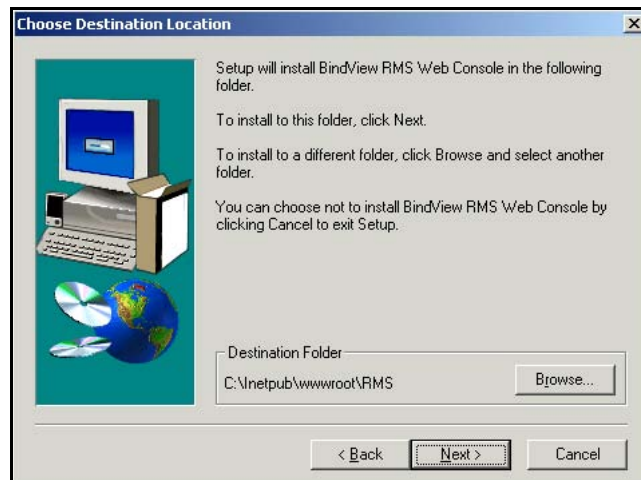 Choose Destination Location
Setup will install BindView RMS Web Console in the following
folder.
To install to this folder, click Next.
To install to a different folder, click Browse and select another
folder.
You can choose not to install BindView RMS Web Console by
clicking Cancel to exit Setup.
Destination Folder
C:\Inetpub\wwwroot\RMS
Browse...
< Back
Next >
Cancel